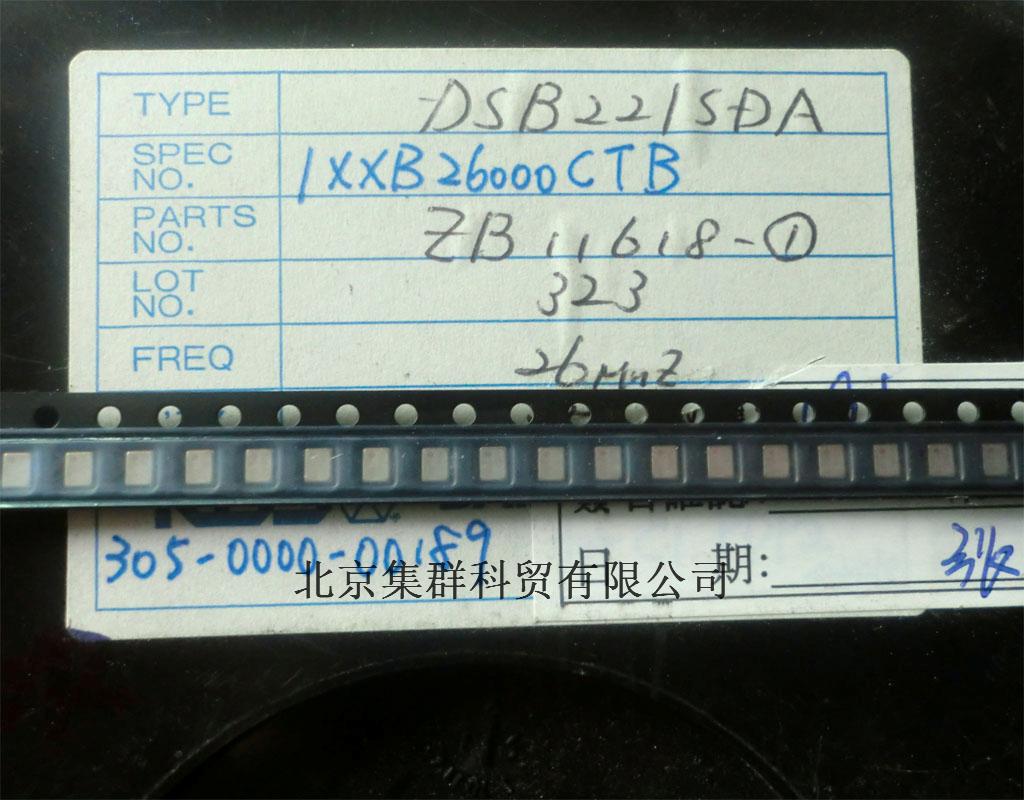 TYPE DSB221SDA
SPEC NO. 1XXB26000CTB
PARTS NO. ZB11618-①
LOT NO. 323
FREQ 26MHZ
305-0000-00189
日 期: 张
北京集群科贸有限公司